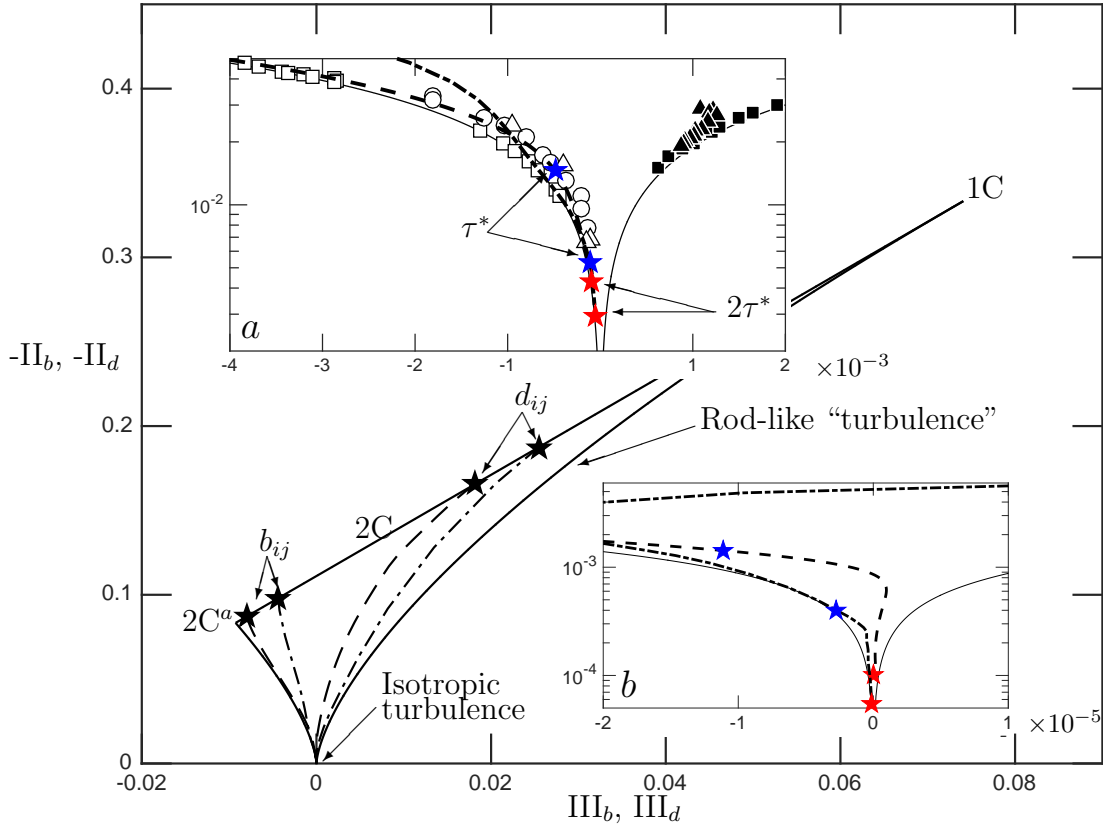 0.4
0.3
0.2
0.1
0
-0.02
0
0.02
0.04
0.06
0.08
-II_b, -II_d
III_b, III_d
1C
2C
2C^a
d_ij
b_ij
Rod-like “turbulence”
Isotropic
turbulence
10^-2
τ*
2τ*
a
-4
-3
-2
-1
0
1
2
×10^-3
10^-3
10^-4
b
-2
-1
0
1
×10^-5